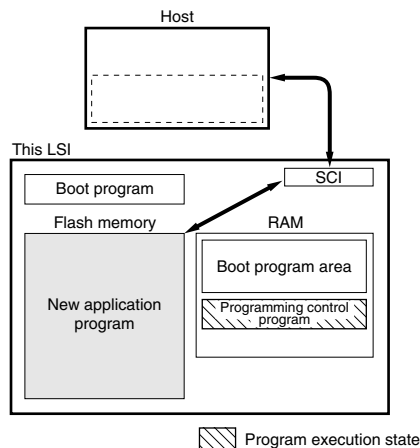 Host
This LSI
Boot program
SCI
Flash memory
RAM
New application
program
Boot program area
Programming control
program
Program execution state